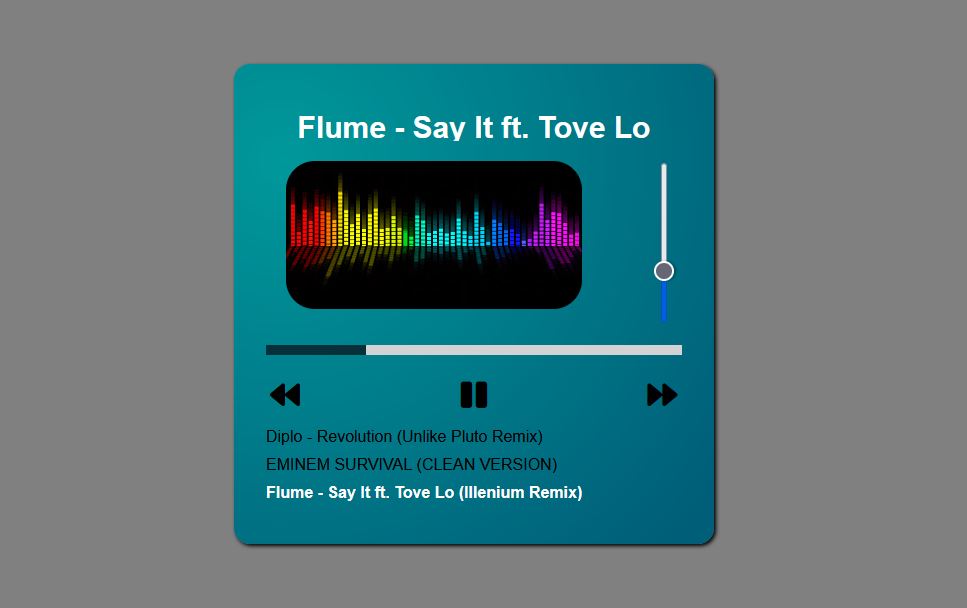 Flume - Say It ft. Tove Lo
Diplo - Revolution (Unlike Pluto Remix)
EMINEM SURVIVAL (CLEAN VERSION)
Flume - Say It ft. Tove Lo (Illenium Remix)